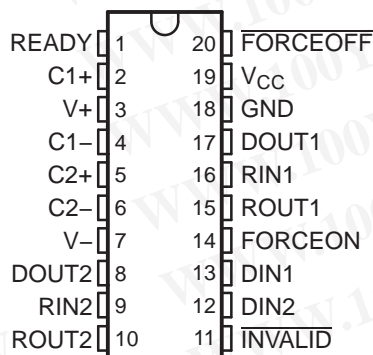 READY 1 20 FORCEOFF
C1+ 2 19 VCC
V+ 3 18 GND
C1− 4 17 DOUT1
C2+ 5 16 RIN1
C2− 6 15 ROUT1
V− 7 14 FORCEON
DOUT2 8 13 DIN1
RIN2 9 12 DIN2
ROUT2 10 11 INVALID